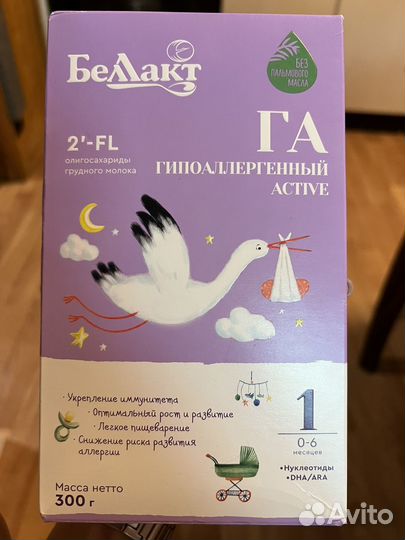 Беллакт
БЕЗ
ПАЛЬМОВОГО
МАСЛА
2'-FL
олигосахариды
грудного молока
ГА
ГИПОАЛЛЕРГЕННЫЙ
ACTIVE
· Укрепление иммунитета
· Оптимальный рост и развитие
· Легкое пищеварение
· Снижение риска развития
аллергии
1
0-6
месяцев
•Нуклеотиды
•DHA/ARA
Масса нетто
300 г
Avito